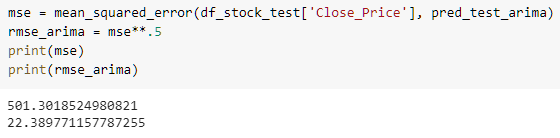 mse = mean_squared_error(df_stock_test['Close_Price'], pred_test_arima)
rmse_arima = mse**.5
print(mse)
print(rmse_arima)
501.3018524980821
22.389771157787255